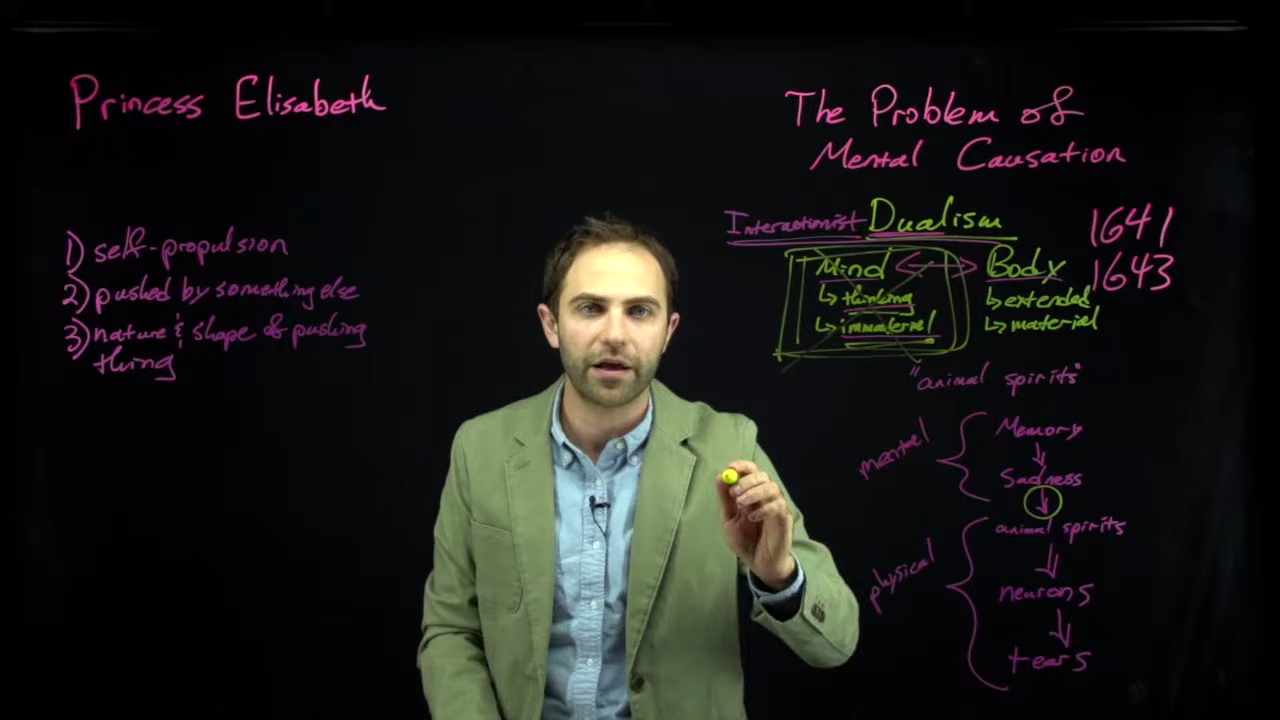 Princess Elisabeth
1) self-propulsion
2) pushed by something else
3) nature & shape of pushing
thing
The Problem of
Mental Causation
Interactionist Dualism
Mind <-> Body
↳ thinking
↳ immaterial
↳ extended
↳ material
1641
1643
"animal spirits"
mental
Memory
↓
Sadness
↓
physical
animal spirits
⇓
neurons
⇓
tears